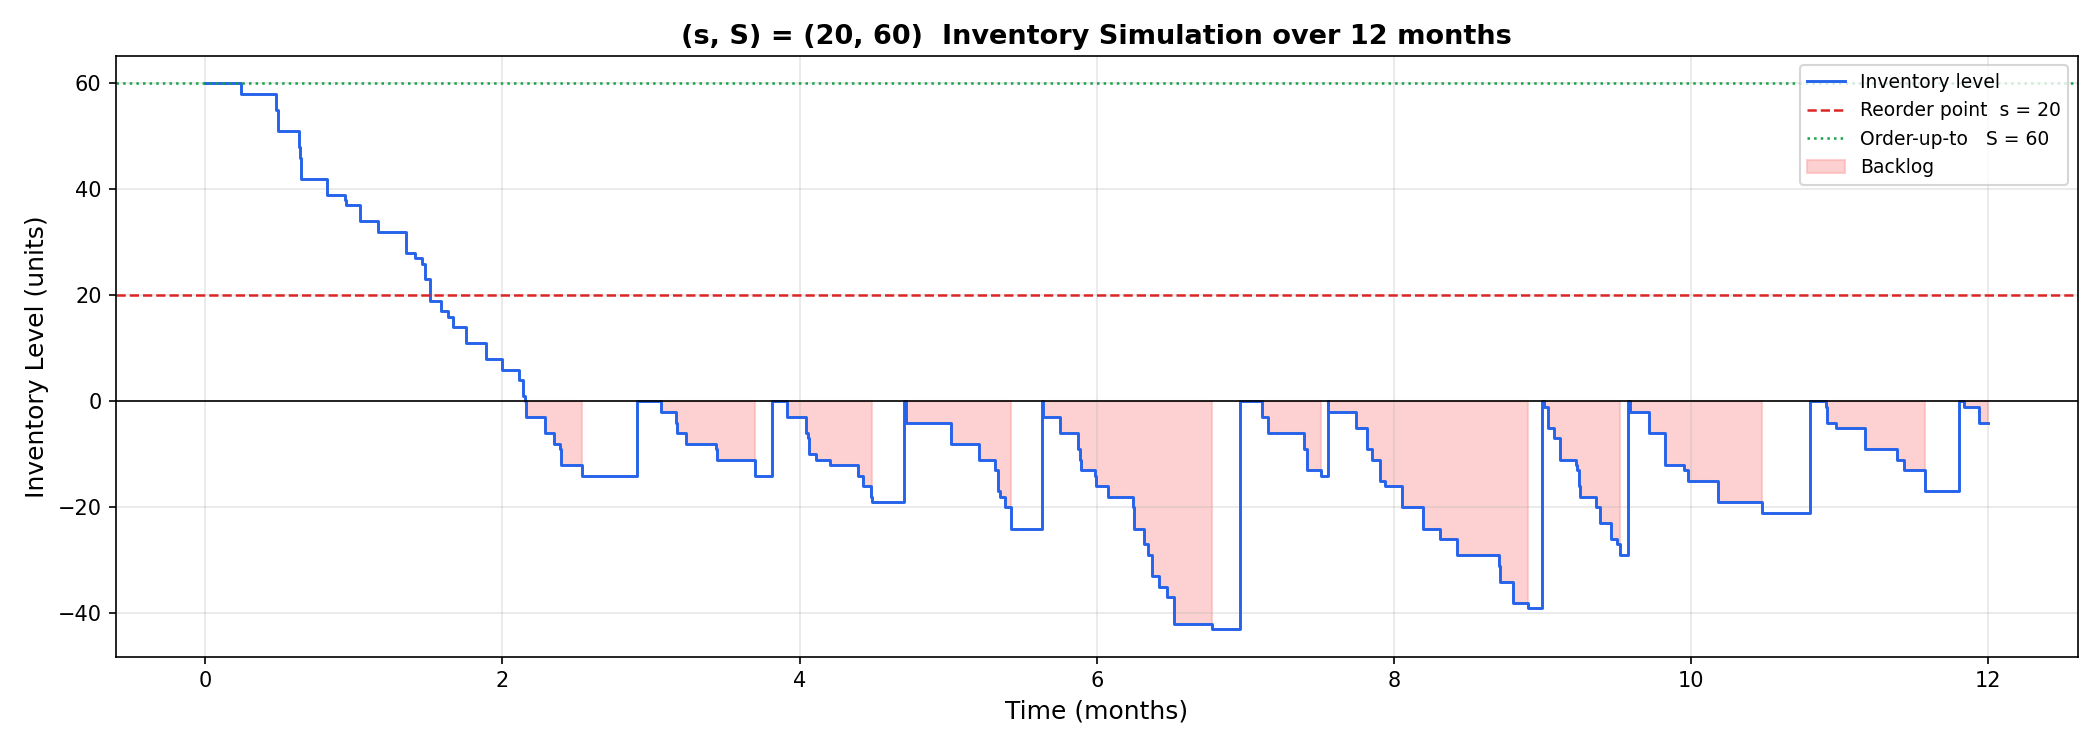 (s, S) = (20, 60)  Inventory Simulation over 12 months
Inventory Level (units)
60
40
20
0
−20
−40
Inventory level
Reorder point  s = 20
Order-up-to   S = 60
Backlog
0
2
4
6
8
10
12
Time (months)